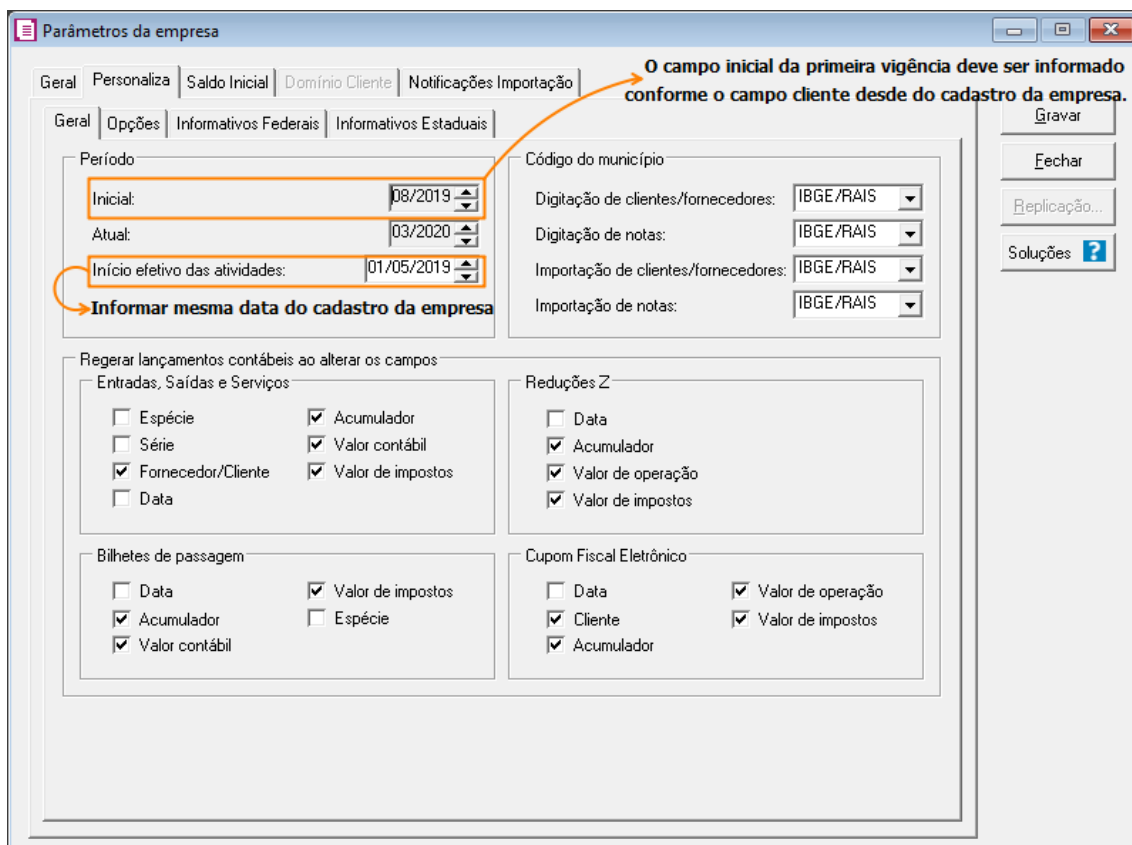 Parâmetros da empresa
Geral Personaliza Saldo Inicial Domínio Cliente Notificações Importação
O campo inicial da primeira vigência deve ser informado
conforme o campo cliente desde do cadastro da empresa.
Geral Opções Informativos Federais Informativos Estaduais
Gravar
Fechar
Replicação...
Soluções ?
Período
Inicial: 08/2019
Atual: 03/2020
Início efetivo das atividades: 01/05/2019
Informar mesma data do cadastro da empresa
Código do município
Digitação de clientes/fornecedores: IBGE/RAIS
Digitação de notas: IBGE/RAIS
Importação de clientes/fornecedores: IBGE/RAIS
Importação de notas: IBGE/RAIS
Regerar lançamentos contábeis ao alterar os campos
Entradas, Saídas e Serviços
Espécie Acumulador
Série Valor contábil
Fornecedor/Cliente Valor de impostos
Data
Reduções Z
Data
Acumulador
Valor de operação
Valor de impostos
Bilhetes de passagem
Data Valor de impostos
Acumulador Espécie
Valor contábil
Cupom Fiscal Eletrônico
Data Valor de operação
Cliente Valor de impostos
Acumulador